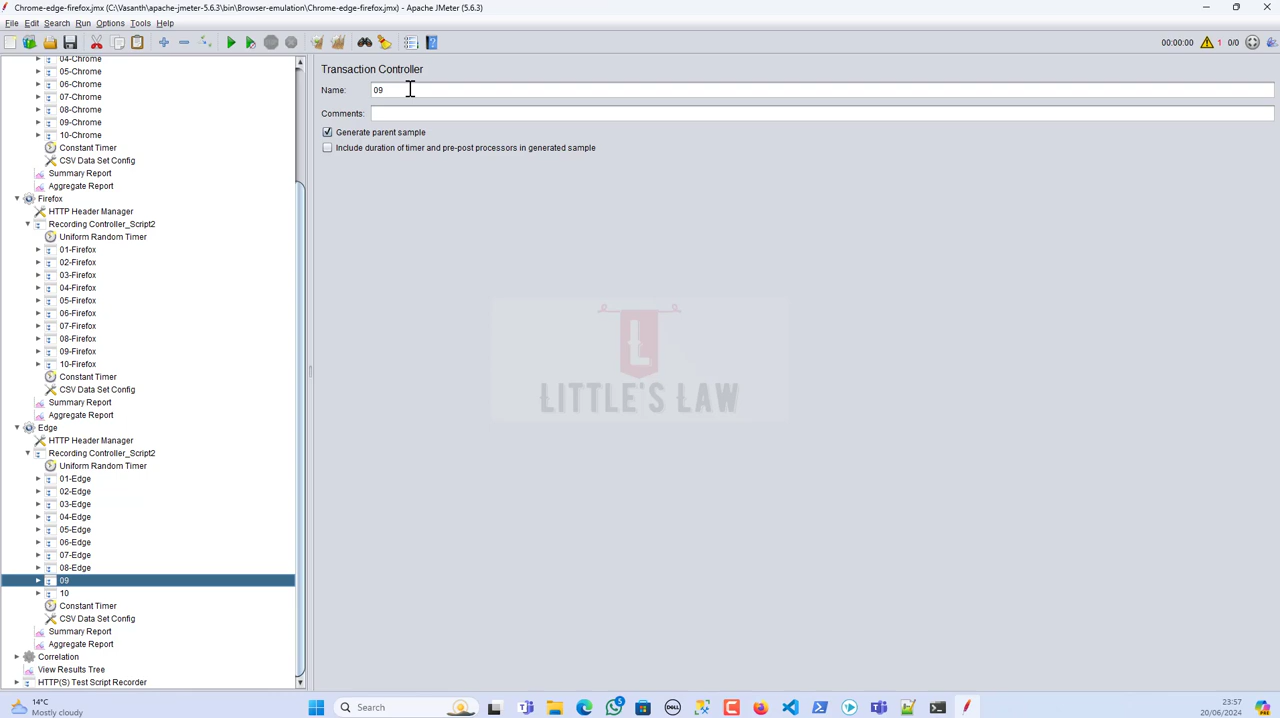 Chrome-edge-firefox.jmx (C:\Vasanth\apache-jmeter-5.6.3\bin\Browser-emulation\Chrome-edge-firefox.jmx) - Apache JMeter (5.6.3)
File Edit Search Run Options Tools Help
00:00:00 1 0/0
04-Chrome
05-Chrome
06-Chrome
07-Chrome
08-Chrome
09-Chrome
10-Chrome
Constant Timer
CSV Data Set Config
Summary Report
Aggregate Report
Firefox
HTTP Header Manager
Recording Controller_Script2
Uniform Random Timer
01-Firefox
02-Firefox
03-Firefox
04-Firefox
05-Firefox
06-Firefox
07-Firefox
08-Firefox
09-Firefox
10-Firefox
Constant Timer
CSV Data Set Config
Summary Report
Aggregate Report
Edge
HTTP Header Manager
Recording Controller_Script2
Uniform Random Timer
01-Edge
02-Edge
03-Edge
04-Edge
05-Edge
06-Edge
07-Edge
08-Edge
09
10
Constant Timer
CSV Data Set Config
Summary Report
Aggregate Report
Correlation
View Results Tree
HTTP(S) Test Script Recorder
Transaction Controller
Name: 09
Comments:
Generate parent sample
Include duration of timer and pre-post processors in generated sample
L
LITTLE'S LAW
14°C
Mostly cloudy
Search
5
DELL
23:57
20/06/2024